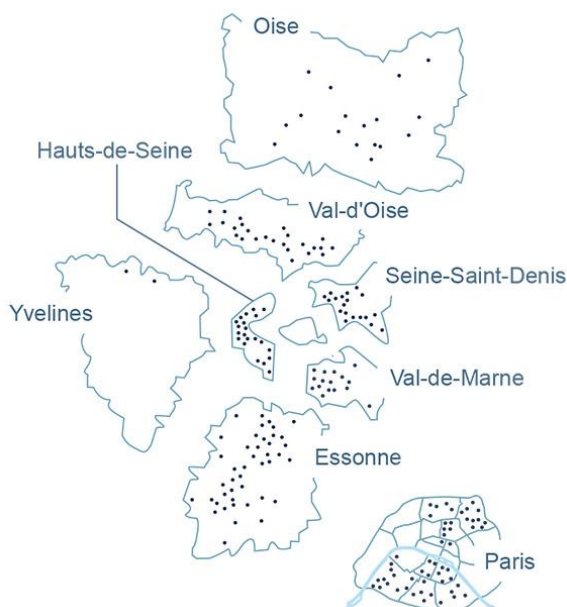 Oise
Hauts-de-Seine
Val-d'Oise
Seine-Saint-Denis
Yvelines
Val-de-Marne
Essonne
Paris